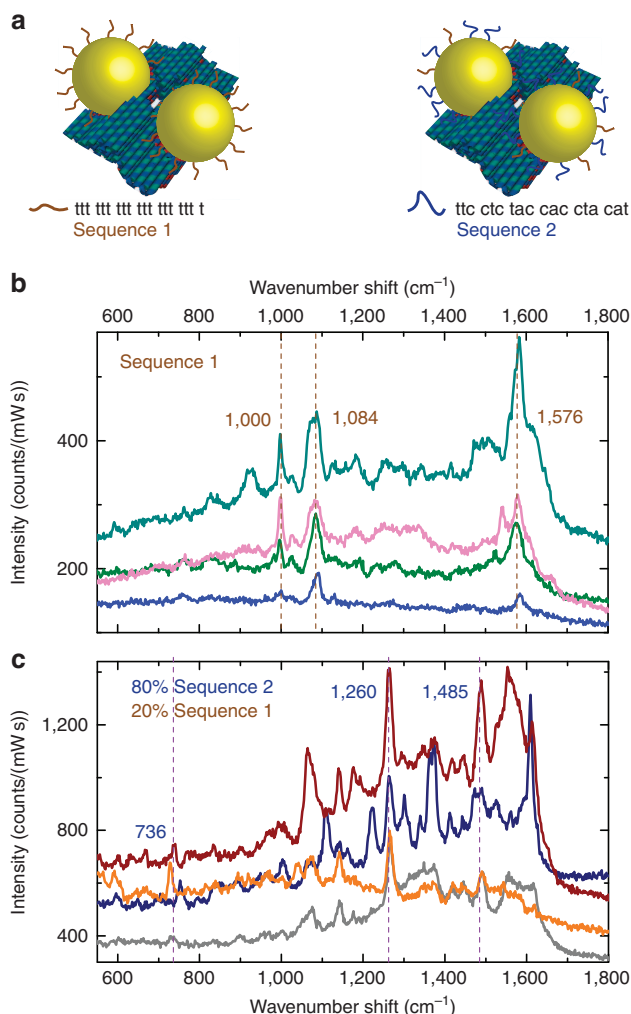 a
ttt ttt ttt ttt ttt ttt t
Sequence 1
ttc ctc tac cac cta cat
Sequence 2
b
Wavenumber shift (cm⁻¹)
600 800 1,000 1,200 1,400 1,600 1,800
Sequence 1
1,000 1,084 1,576
400
200
Intensity (counts/(mW s))
c
80% Sequence 2
20% Sequence 1
1,260 1,485
736
1,200
800
400
Intensity (counts/(mW s))
600 800 1,000 1,200 1,400 1,600 1,800
Wavenumber shift (cm⁻¹)